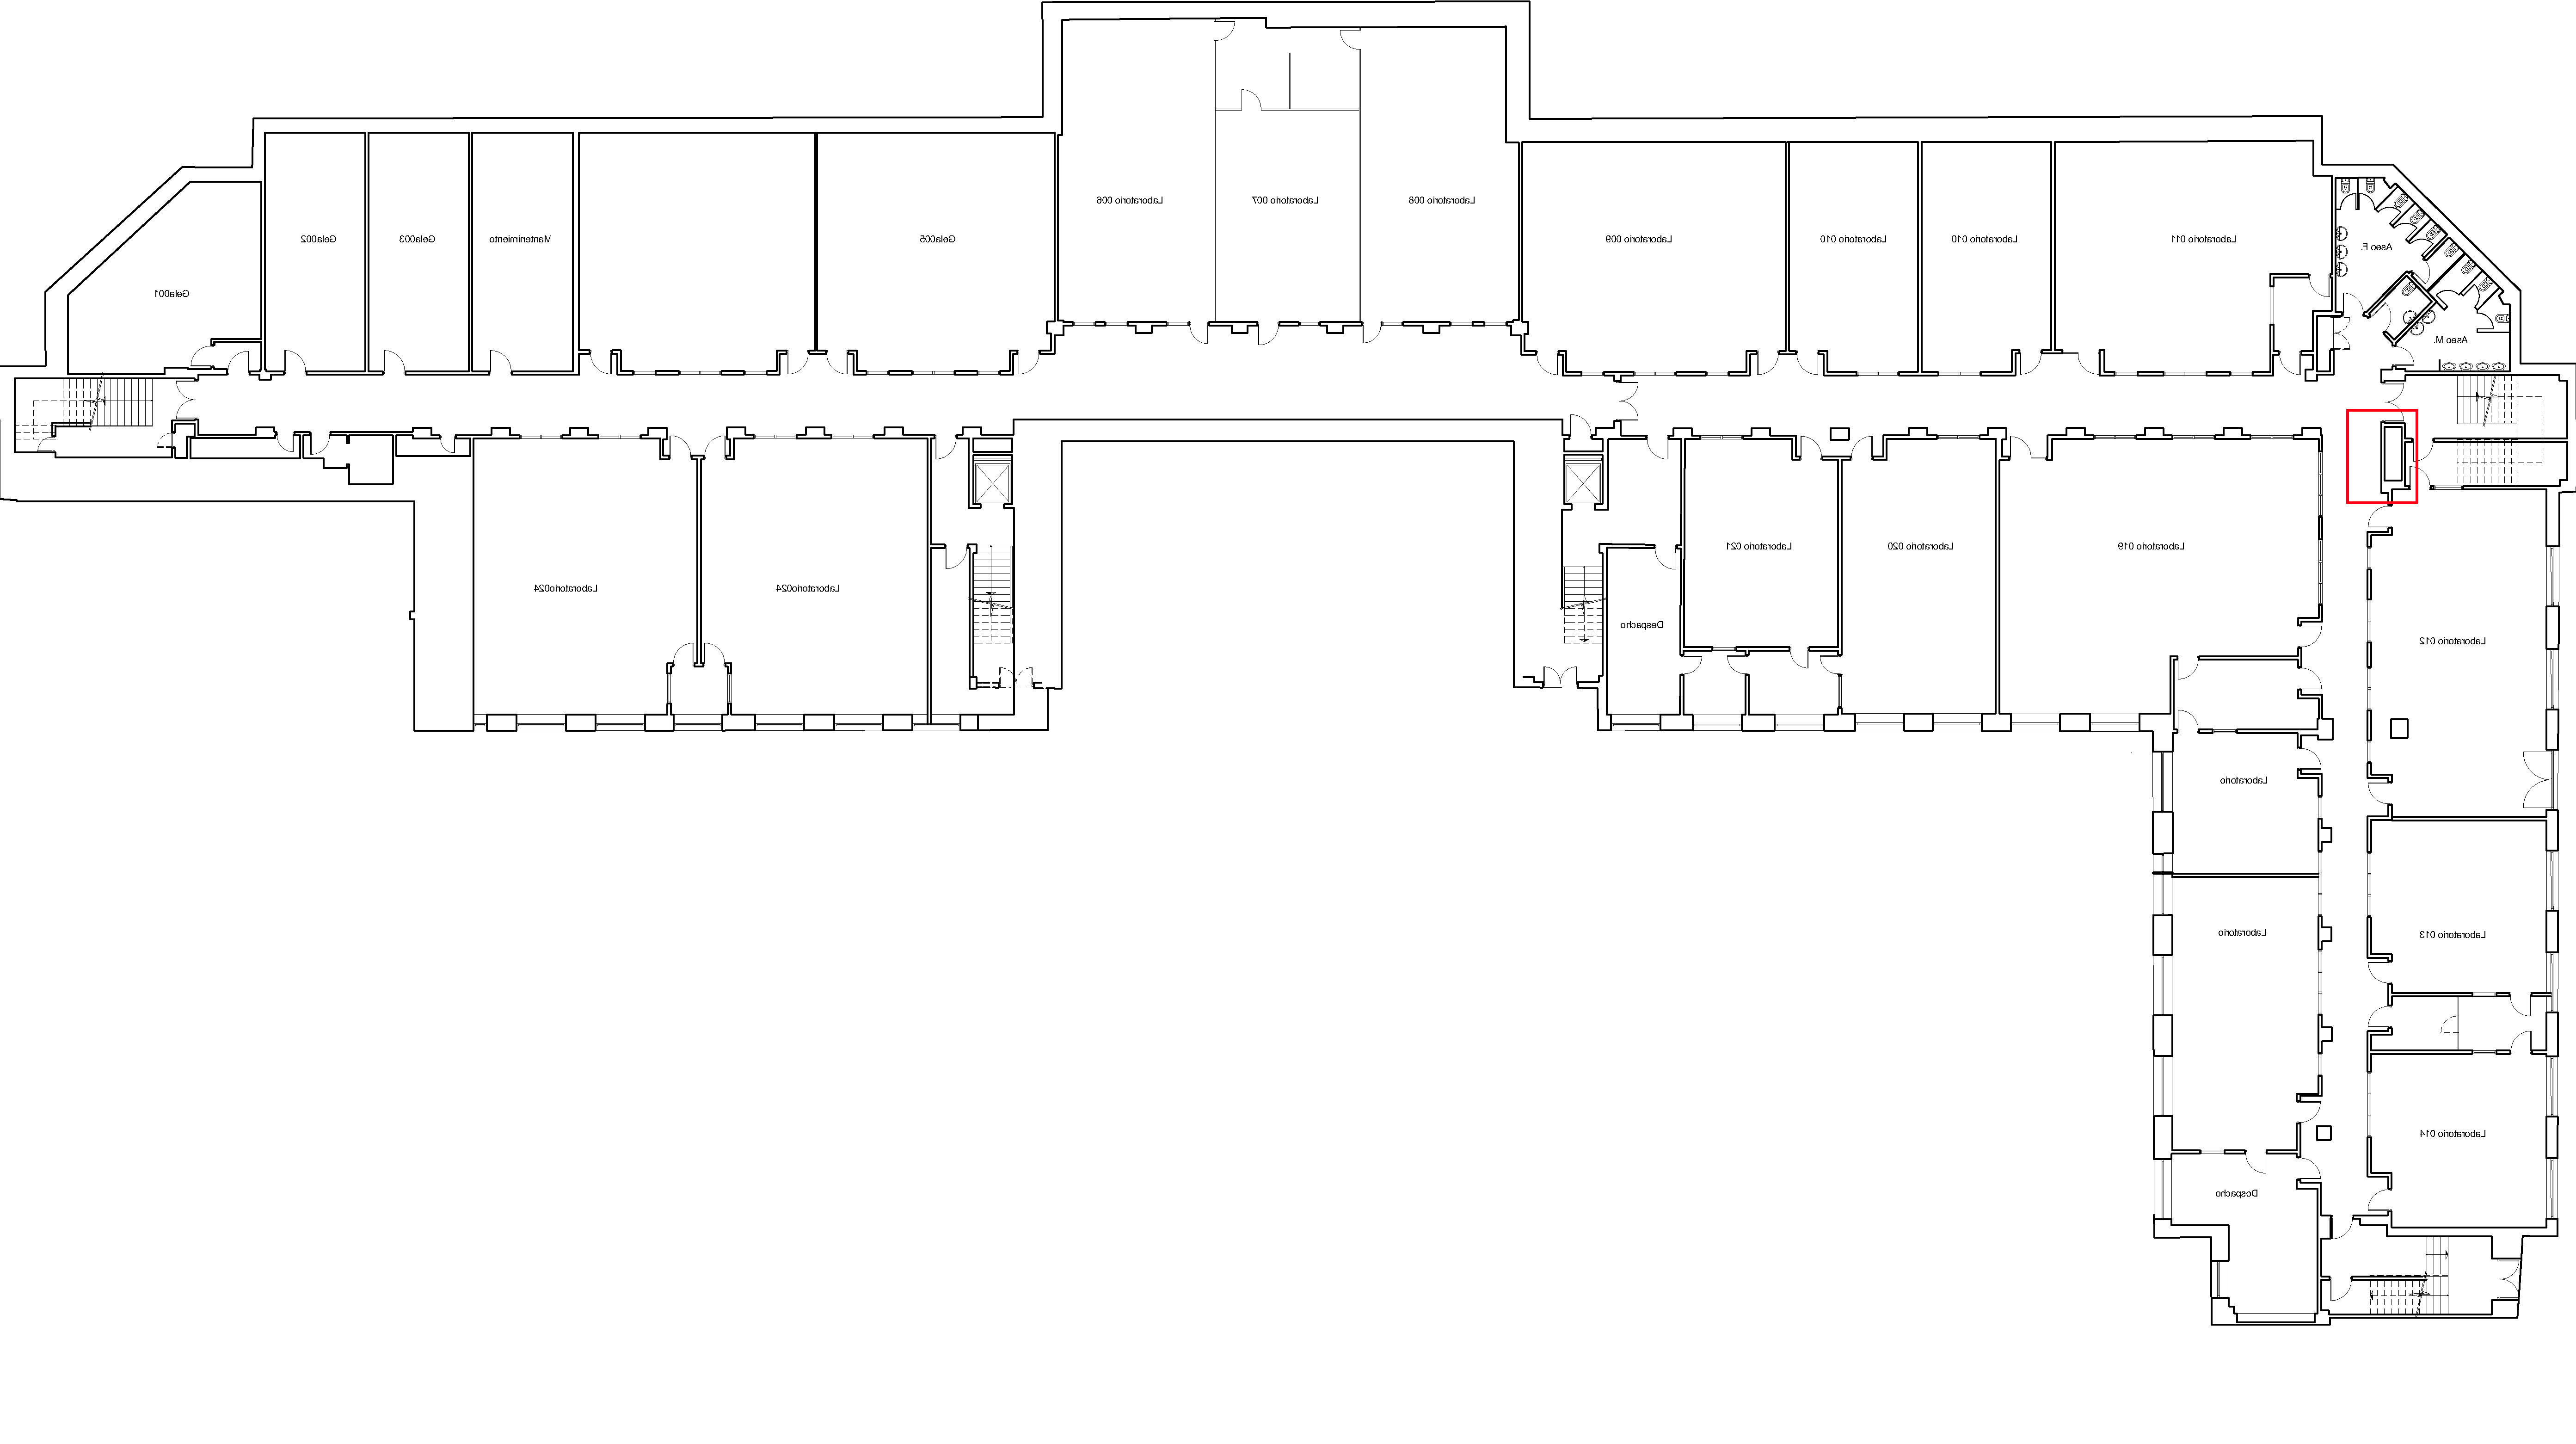 Laboratorio 006
Laboratorio 007
Laboratorio 008
Gela002
Gela003
Mantenimiento
Gela005
Laboratorio 009
Laboratorio 010
Laboratorio 010
Laboratorio 011
Aseo F.
Gela001
Aseo M.
Laboratorio 021
Laboratorio 020
Laboratorio 019
Laboratorio024
Laboratorio024
Despacho
Laboratorio 012
Laboratorio
Laboratorio
Laboratorio 013
Laboratorio 014
Despacho